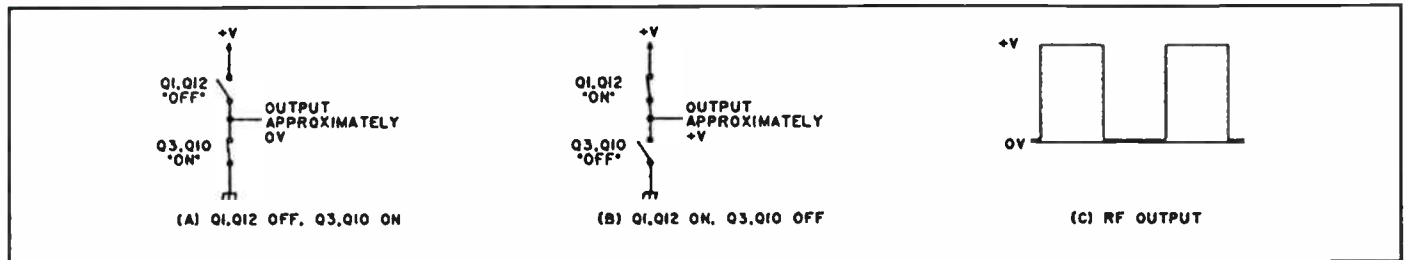 +V
Q1,Q12
"OFF"
OUTPUT
APPROXIMATELY
0V
Q3,Q10
"ON"
(A) Q1,Q12 OFF, Q3,Q10 ON
+V
Q1,Q12
"ON"
OUTPUT
APPROXIMATELY
+V
Q3,Q10
"OFF"
(B) Q1,Q12 ON, Q3,Q10 OFF
+V
0V
(C) RF OUTPUT